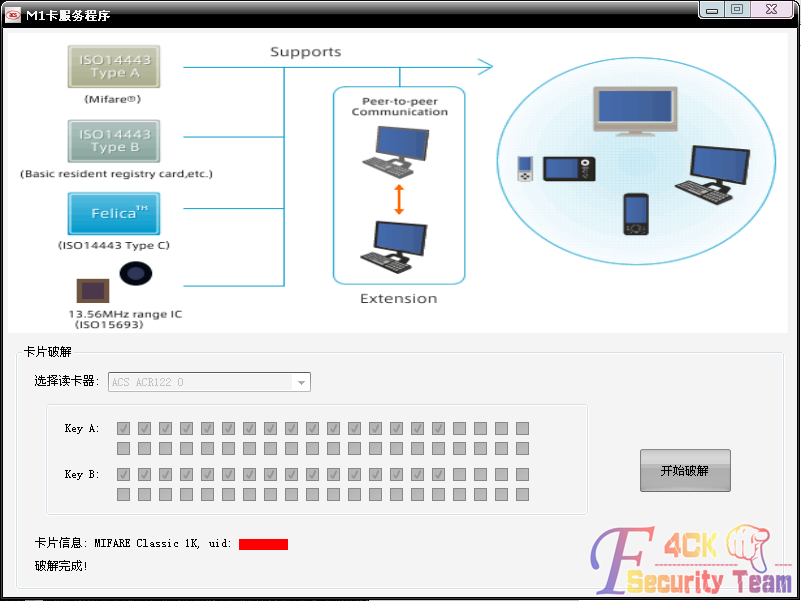 M1卡服务程序
Supports
ISO14443
Type A
(Mifare®)
ISO14443
Type B
(Basic resident registry card,etc.)
Felica™
(ISO14443 Type C)
13.56MHz range IC
(ISO15693)
Peer-to-peer
Communication
Extension
卡片破解
选择读卡器:
ACS ACR122 0
Key A:
Key B:
开始破解
卡片信息: MIFARE Classic 1K, uid:
破解完成!
F4CK
Security Team